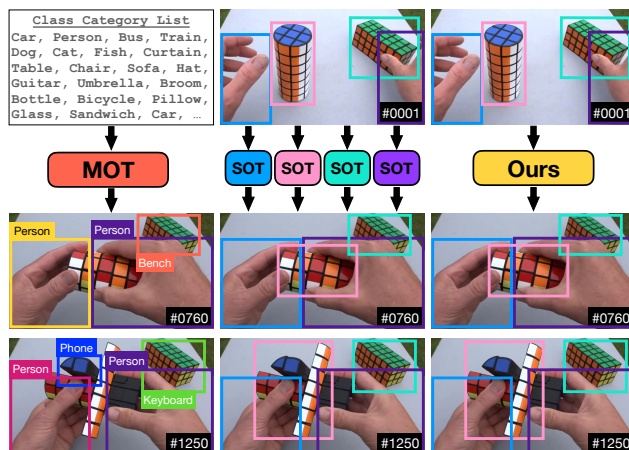 Class Category List
Car, Person, Bus, Train,
Dog, Cat, Fish, Curtain,
Table, Chair, Sofa, Hat,
Guitar, Umbrella, Broom,
Bottle, Bicycle, Pillow,
Glass, Sandwich, Car, …
#0001
#0001
MOT
SOT
SOT
SOT
SOT
Ours
Person
Person
Bench
#0760
#0760
#0760
Phone
Person
Person
Keyboard
#1250
#1250
#1250